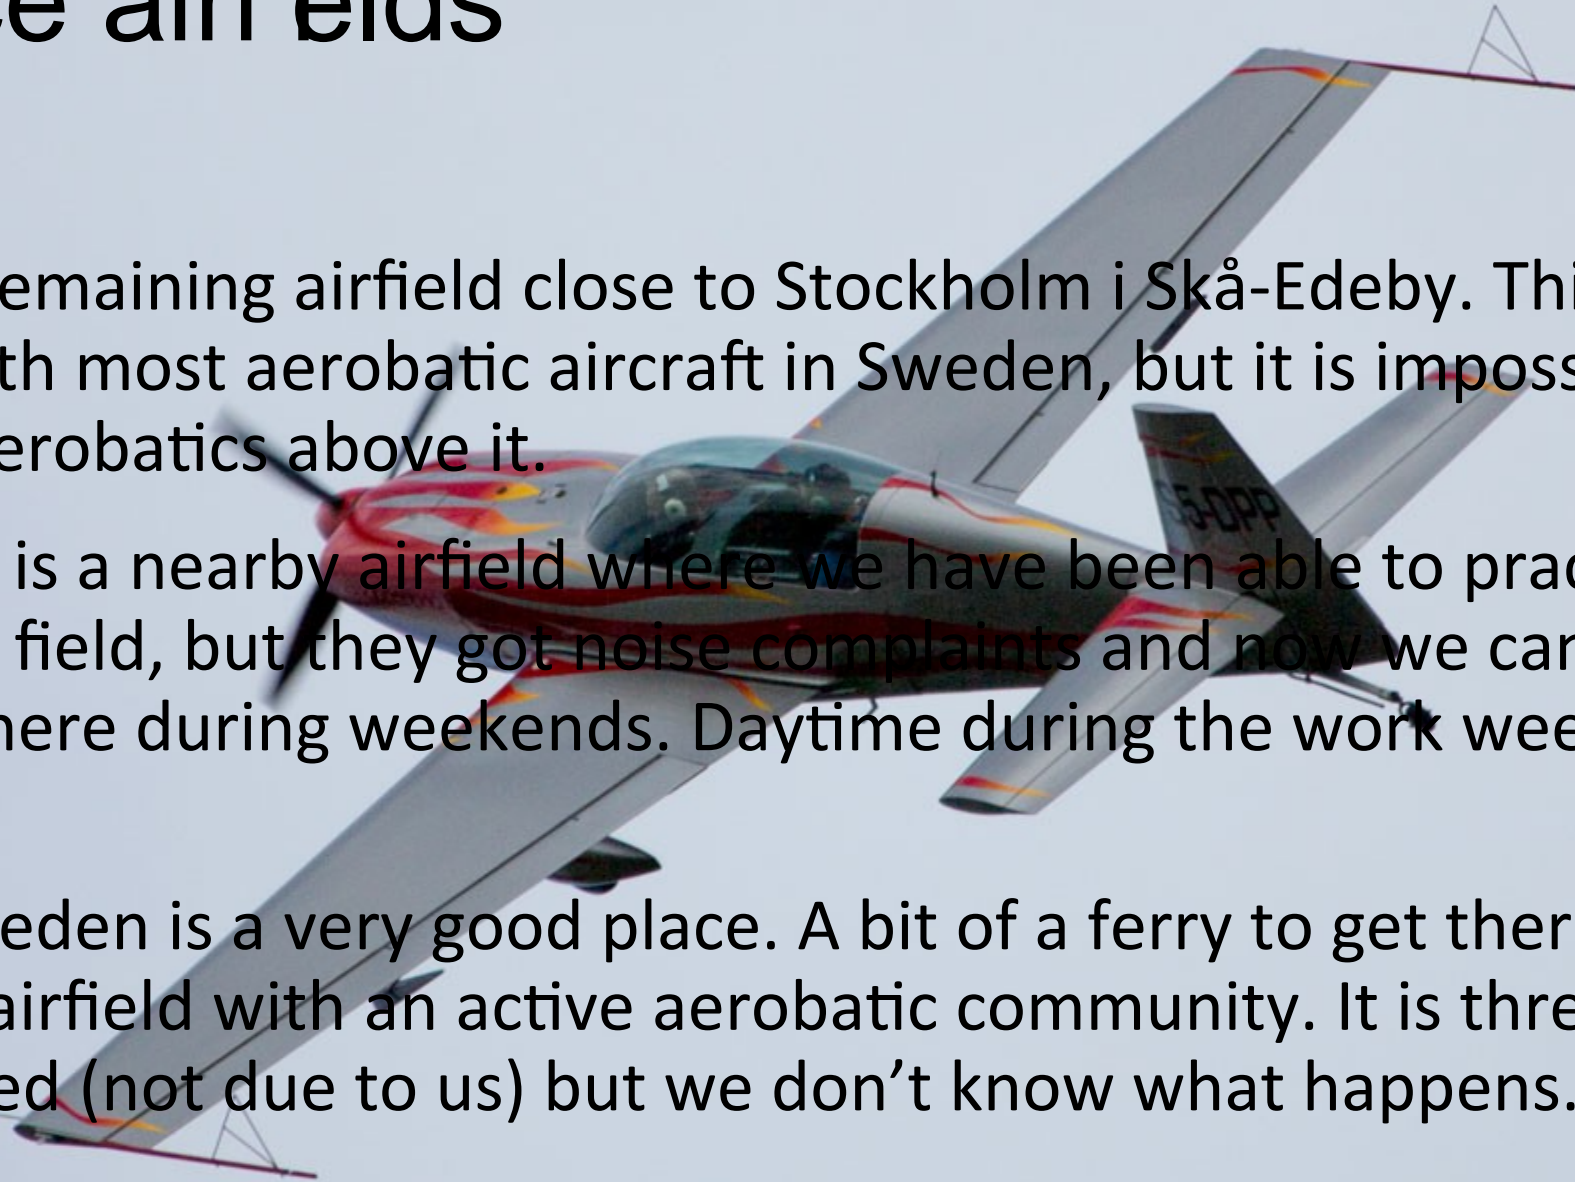 ce air elds
emaining airfield close to Stockholm i Skå-Edeby. Thi
th most aerobatic aircraft in Sweden, but it is imposs
erobatics above it.
is a nearby airfield where we have been able to prac
field, but they got noise complaints and now we can
here during weekends. Daytime during the work wee
eden is a very good place. A bit of a ferry to get ther
airfield with an active aerobatic community. It is thre
ed (not due to us) but we don’t know what happens.
S5-DPP